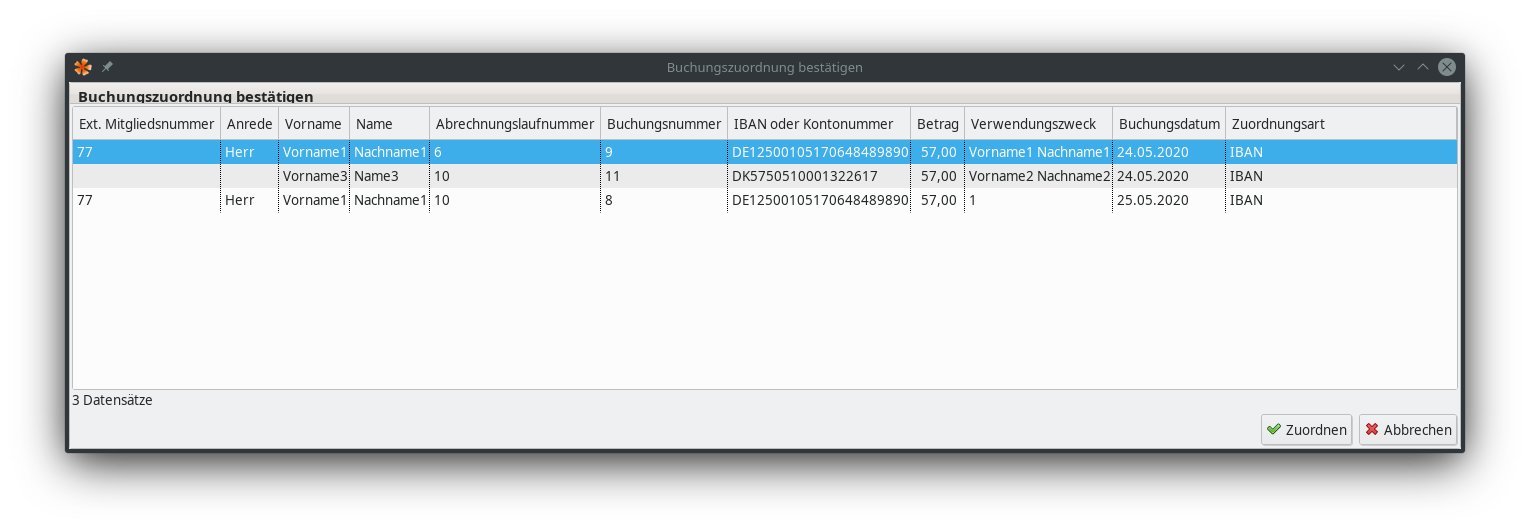 Buchungszuordnung bestätigen
Buchungszuordnung bestätigen
Ext. Mitgliedsnummer Anrede Vorname Name Abrechnungslaufnummer Buchungsnummer IBAN oder Kontonummer Betrag Verwendungszweck Buchungsdatum Zuordnungsart
77 Herr Vorname1 Nachname1 6 9 DE12500105170648489890 57,00 Vorname1 Nachname1 24.05.2020 IBAN
Vorname3 Name3 10 11 DK5750510001322617 57,00 Vorname2 Nachname2 24.05.2020 IBAN
77 Herr Vorname1 Nachname1 10 8 DE12500105170648489890 57,00 1 25.05.2020 IBAN
3 Datensätze
Zuordnen Abbrechen